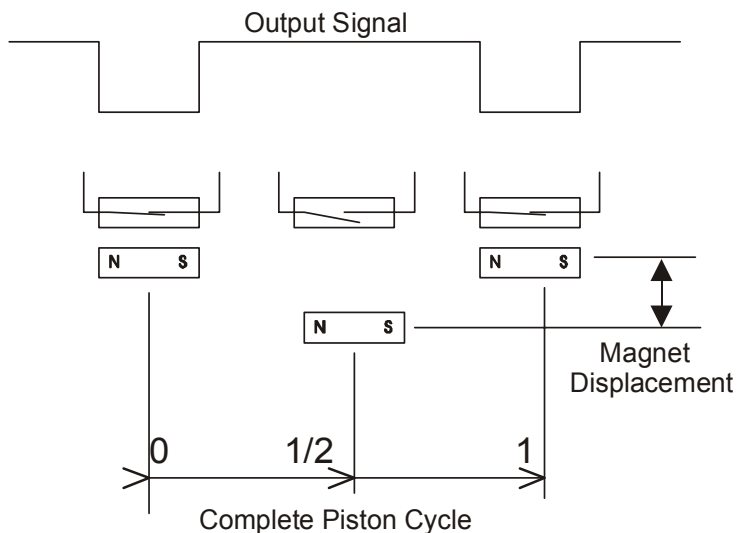 Output Signal
N S
N S
N S
Magnet
Displacement
0
1/2
1
Complete Piston Cycle